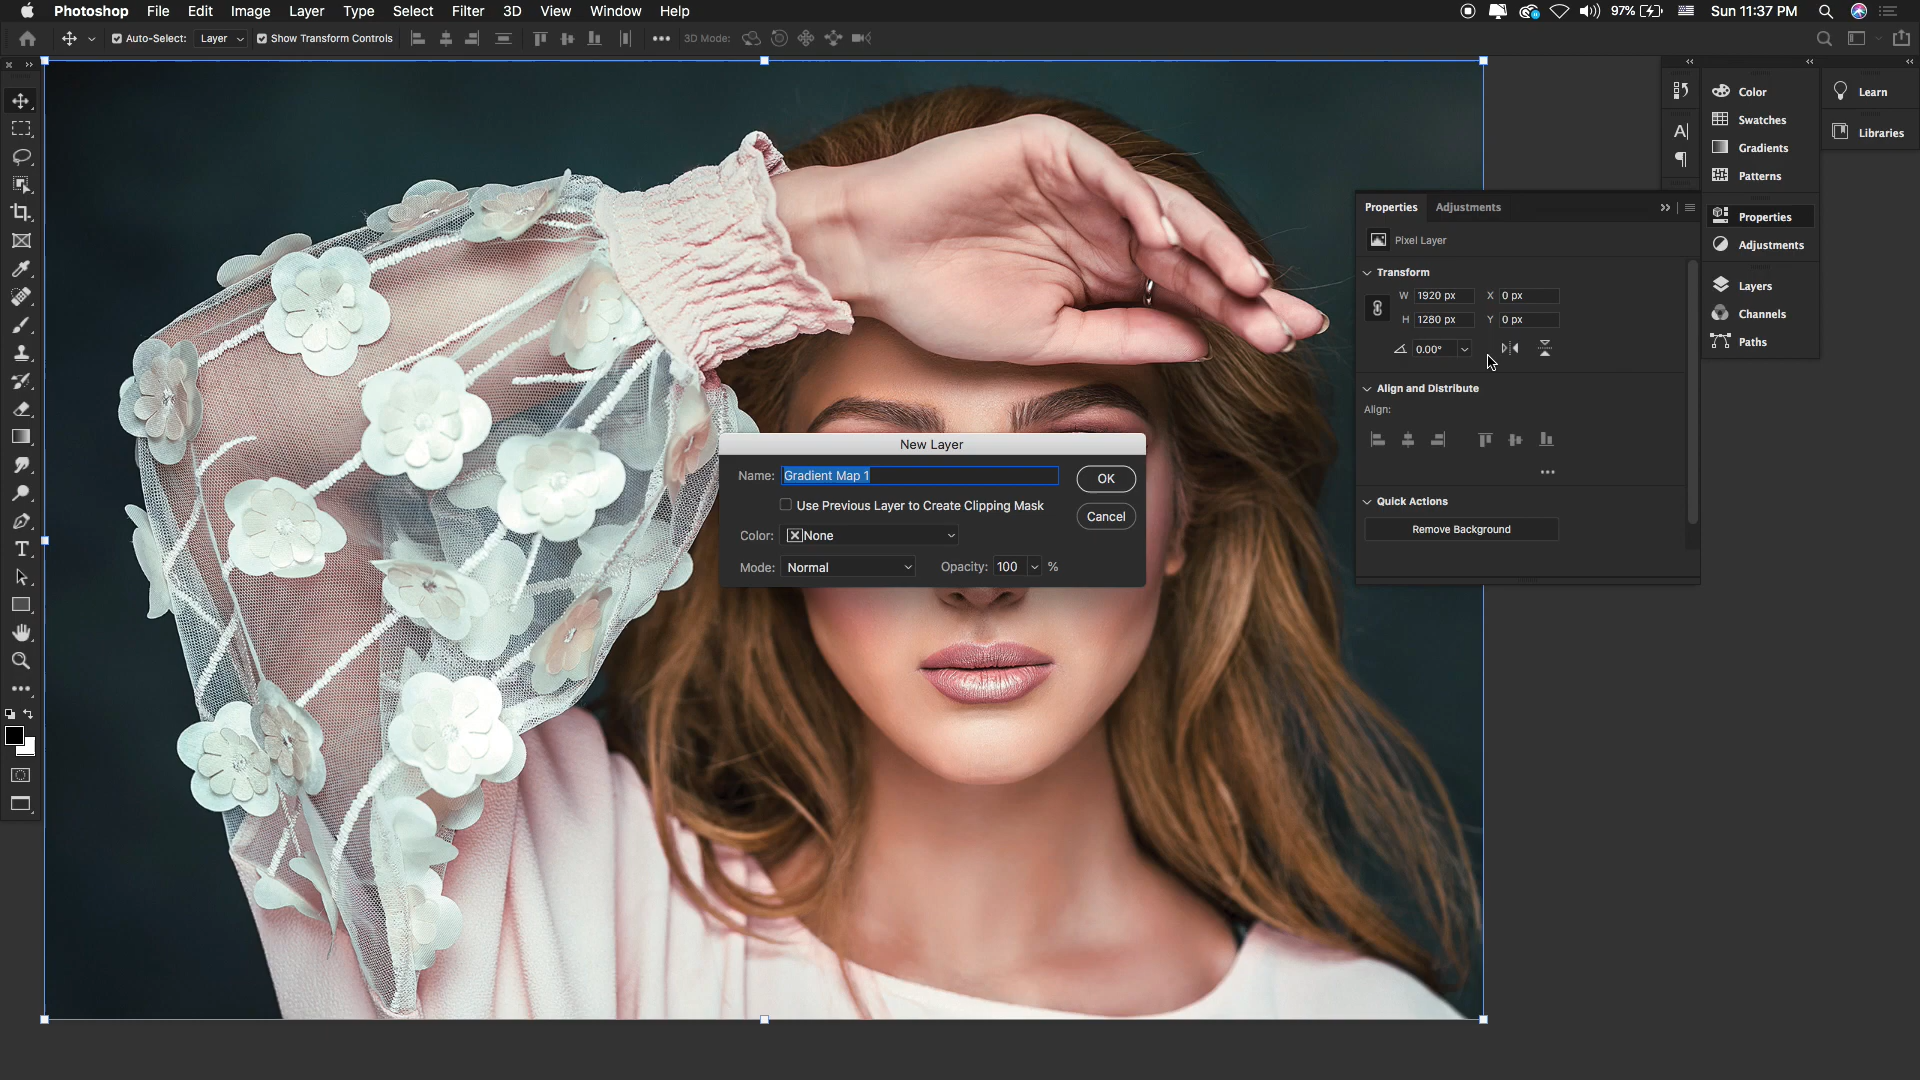 Photoshop File Edit Image Layer Type Select Filter 3D View Window Help 97% Sun 11:37 PM
Auto-Select: Layer Show Transform Controls 3D Mode:
Color
Swatches
Gradients
Patterns
Properties
Adjustments
Layers
Channels
Paths
Learn
Libraries
Properties Adjustments
Pixel Layer
Transform
W 1920 px X 0 px
H 1280 px Y 0 px
0.00°
Align and Distribute
Align:
Quick Actions
Remove Background
New Layer
Name: Gradient Map 1 OK
Use Previous Layer to Create Clipping Mask Cancel
Color: None
Mode: Normal Opacity: 100 %